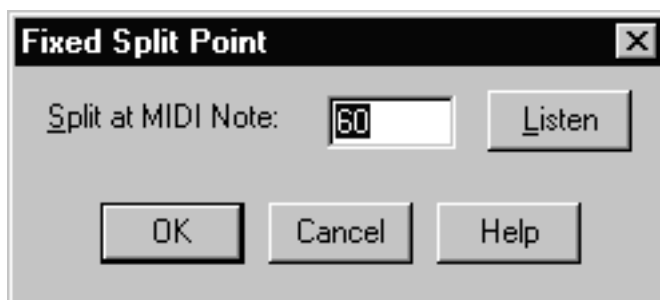 Fixed Split Point
Split at MIDI Note: 60 Listen
OK Cancel Help